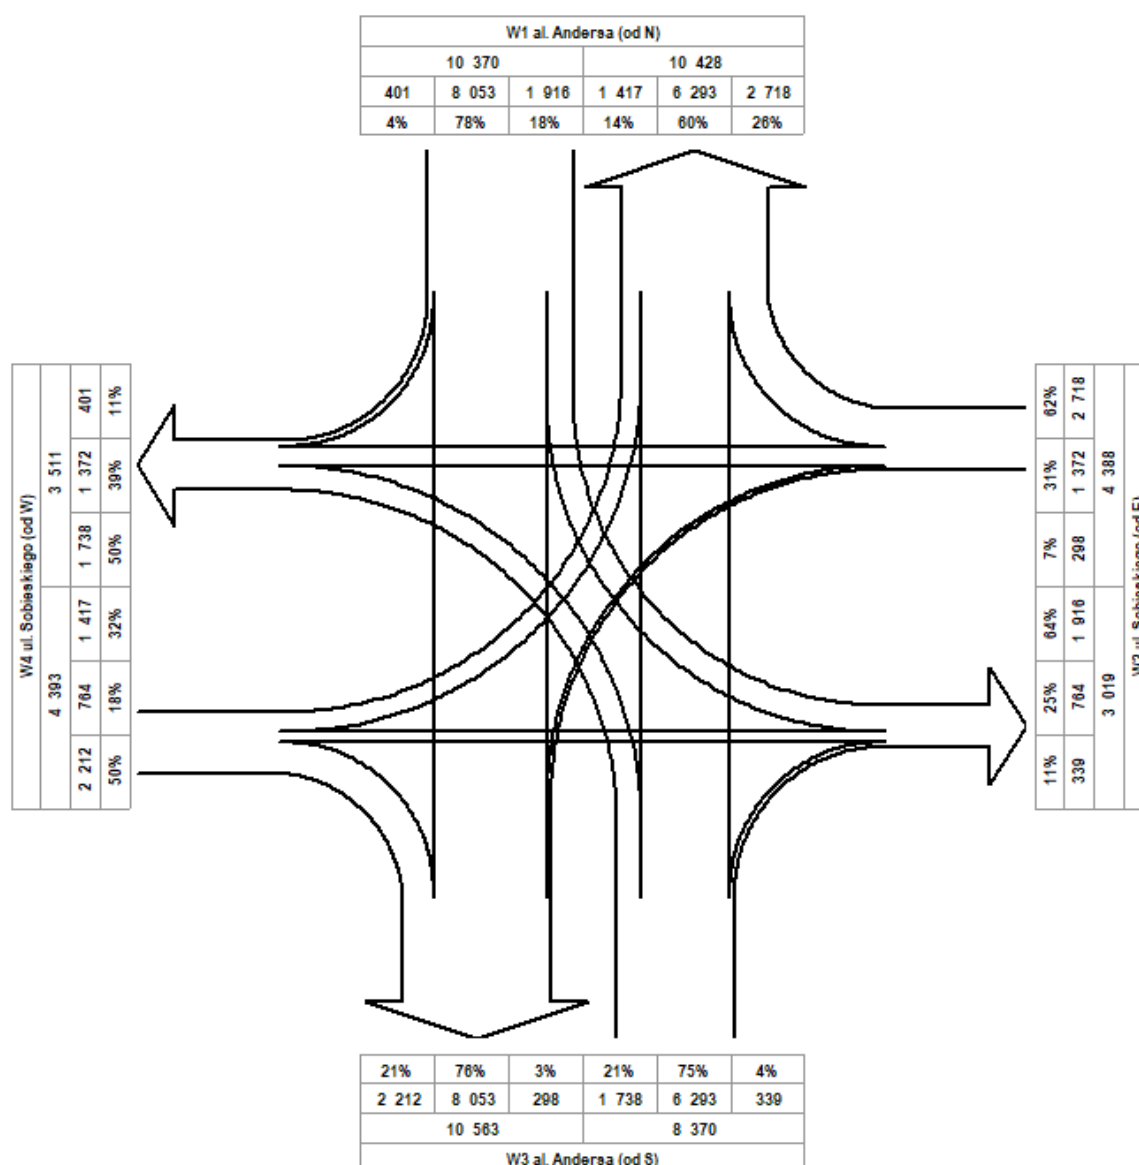 W1 al. Andersa (od N)
10 370 10 428
401 8 053 1 916 1 417 6 293 2 718
4% 78% 18% 14% 60% 26%
W4 ul. Sobieskiego (od W)
4 393 3 511
2 212 764 1 417 1 738 1 372 401
50% 18% 32% 50% 39% 11%
11% 25% 64% 7% 31% 62%
339 764 1 916 298 1 372 2 718
3 019 4 388
W2 ul. Sobieskiego (od E)
21% 76% 3% 21% 75% 4%
2 212 8 053 298 1 738 6 293 339
10 563 8 370
W3 al. Andersa (od S)